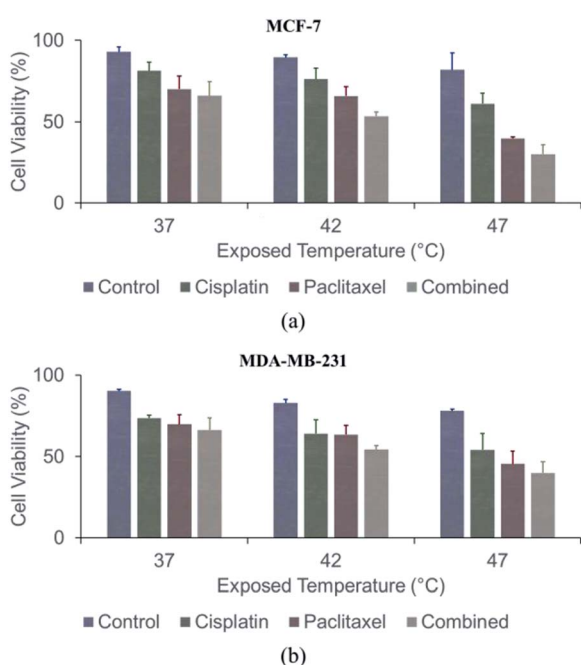 MCF-7
100
50
0
Cell Viability (%)
37 42 47
Exposed Temperature (°C)
Control Cisplatin Paclitaxel Combined
(a)
MDA-MB-231
100
50
0
Cell Viability (%)
37 42 47
Exposed Temperature (°C)
Control Cisplatin Paclitaxel Combined
(b)